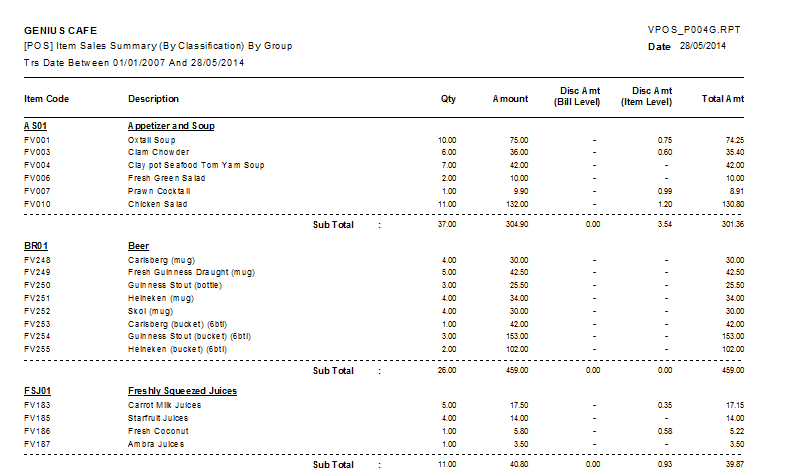 GENIUS CAFE VPOS_P004G.RPT
[POS] Item Sales Summary (By Classification) By Group Date 28/05/2014
Trs Date Between 01/01/2007 And 28/05/2014
Item Code Description Qty Amount Disc Amt (Bill Level) Disc Amt (Item Level) Total Amt
AS01 Appetizer and Soup
FV001 Oxtail Soup 10.00 75.00 - 0.75 74.25
FV003 Clam Chowder 6.00 36.00 - 0.60 35.40
FV004 Clay pot Seafood Tom Yam Soup 7.00 42.00 - - 42.00
FV006 Fresh Green Salad 2.00 10.00 - - 10.00
FV007 Prawn Cocktail 1.00 9.90 - 0.99 8.91
FV010 Chicken Salad 11.00 132.00 - 1.20 130.80
Sub Total : 37.00 304.90 0.00 3.54 301.36
BR01 Beer
FV248 Carlsberg (mug) 4.00 30.00 - - 30.00
FV249 Fresh Guinness Draught (mug) 5.00 42.50 - - 42.50
FV250 Guinness Stout (bottle) 3.00 25.50 - - 25.50
FV251 Heineken (mug) 4.00 34.00 - - 34.00
FV252 Skol (mug) 4.00 30.00 - - 30.00
FV253 Carlsberg (bucket) (6btl) 1.00 42.00 - - 42.00
FV254 Guinness Stout (bucket) (6btl) 3.00 153.00 - - 153.00
FV255 Heineken (bucket) (6btl) 2.00 102.00 - - 102.00
Sub Total : 26.00 459.00 0.00 0.00 459.00
FSJ01 Freshly Squeezed Juices
FV183 Carrot Milk Juices 5.00 17.50 - 0.35 17.15
FV185 Starfruit Juices 4.00 14.00 - - 14.00
FV186 Fresh Coconut 1.00 5.80 - 0.58 5.22
FV187 Ambra Juices 1.00 3.50 - - 3.50
Sub Total : 11.00 40.80 0.00 0.93 39.87